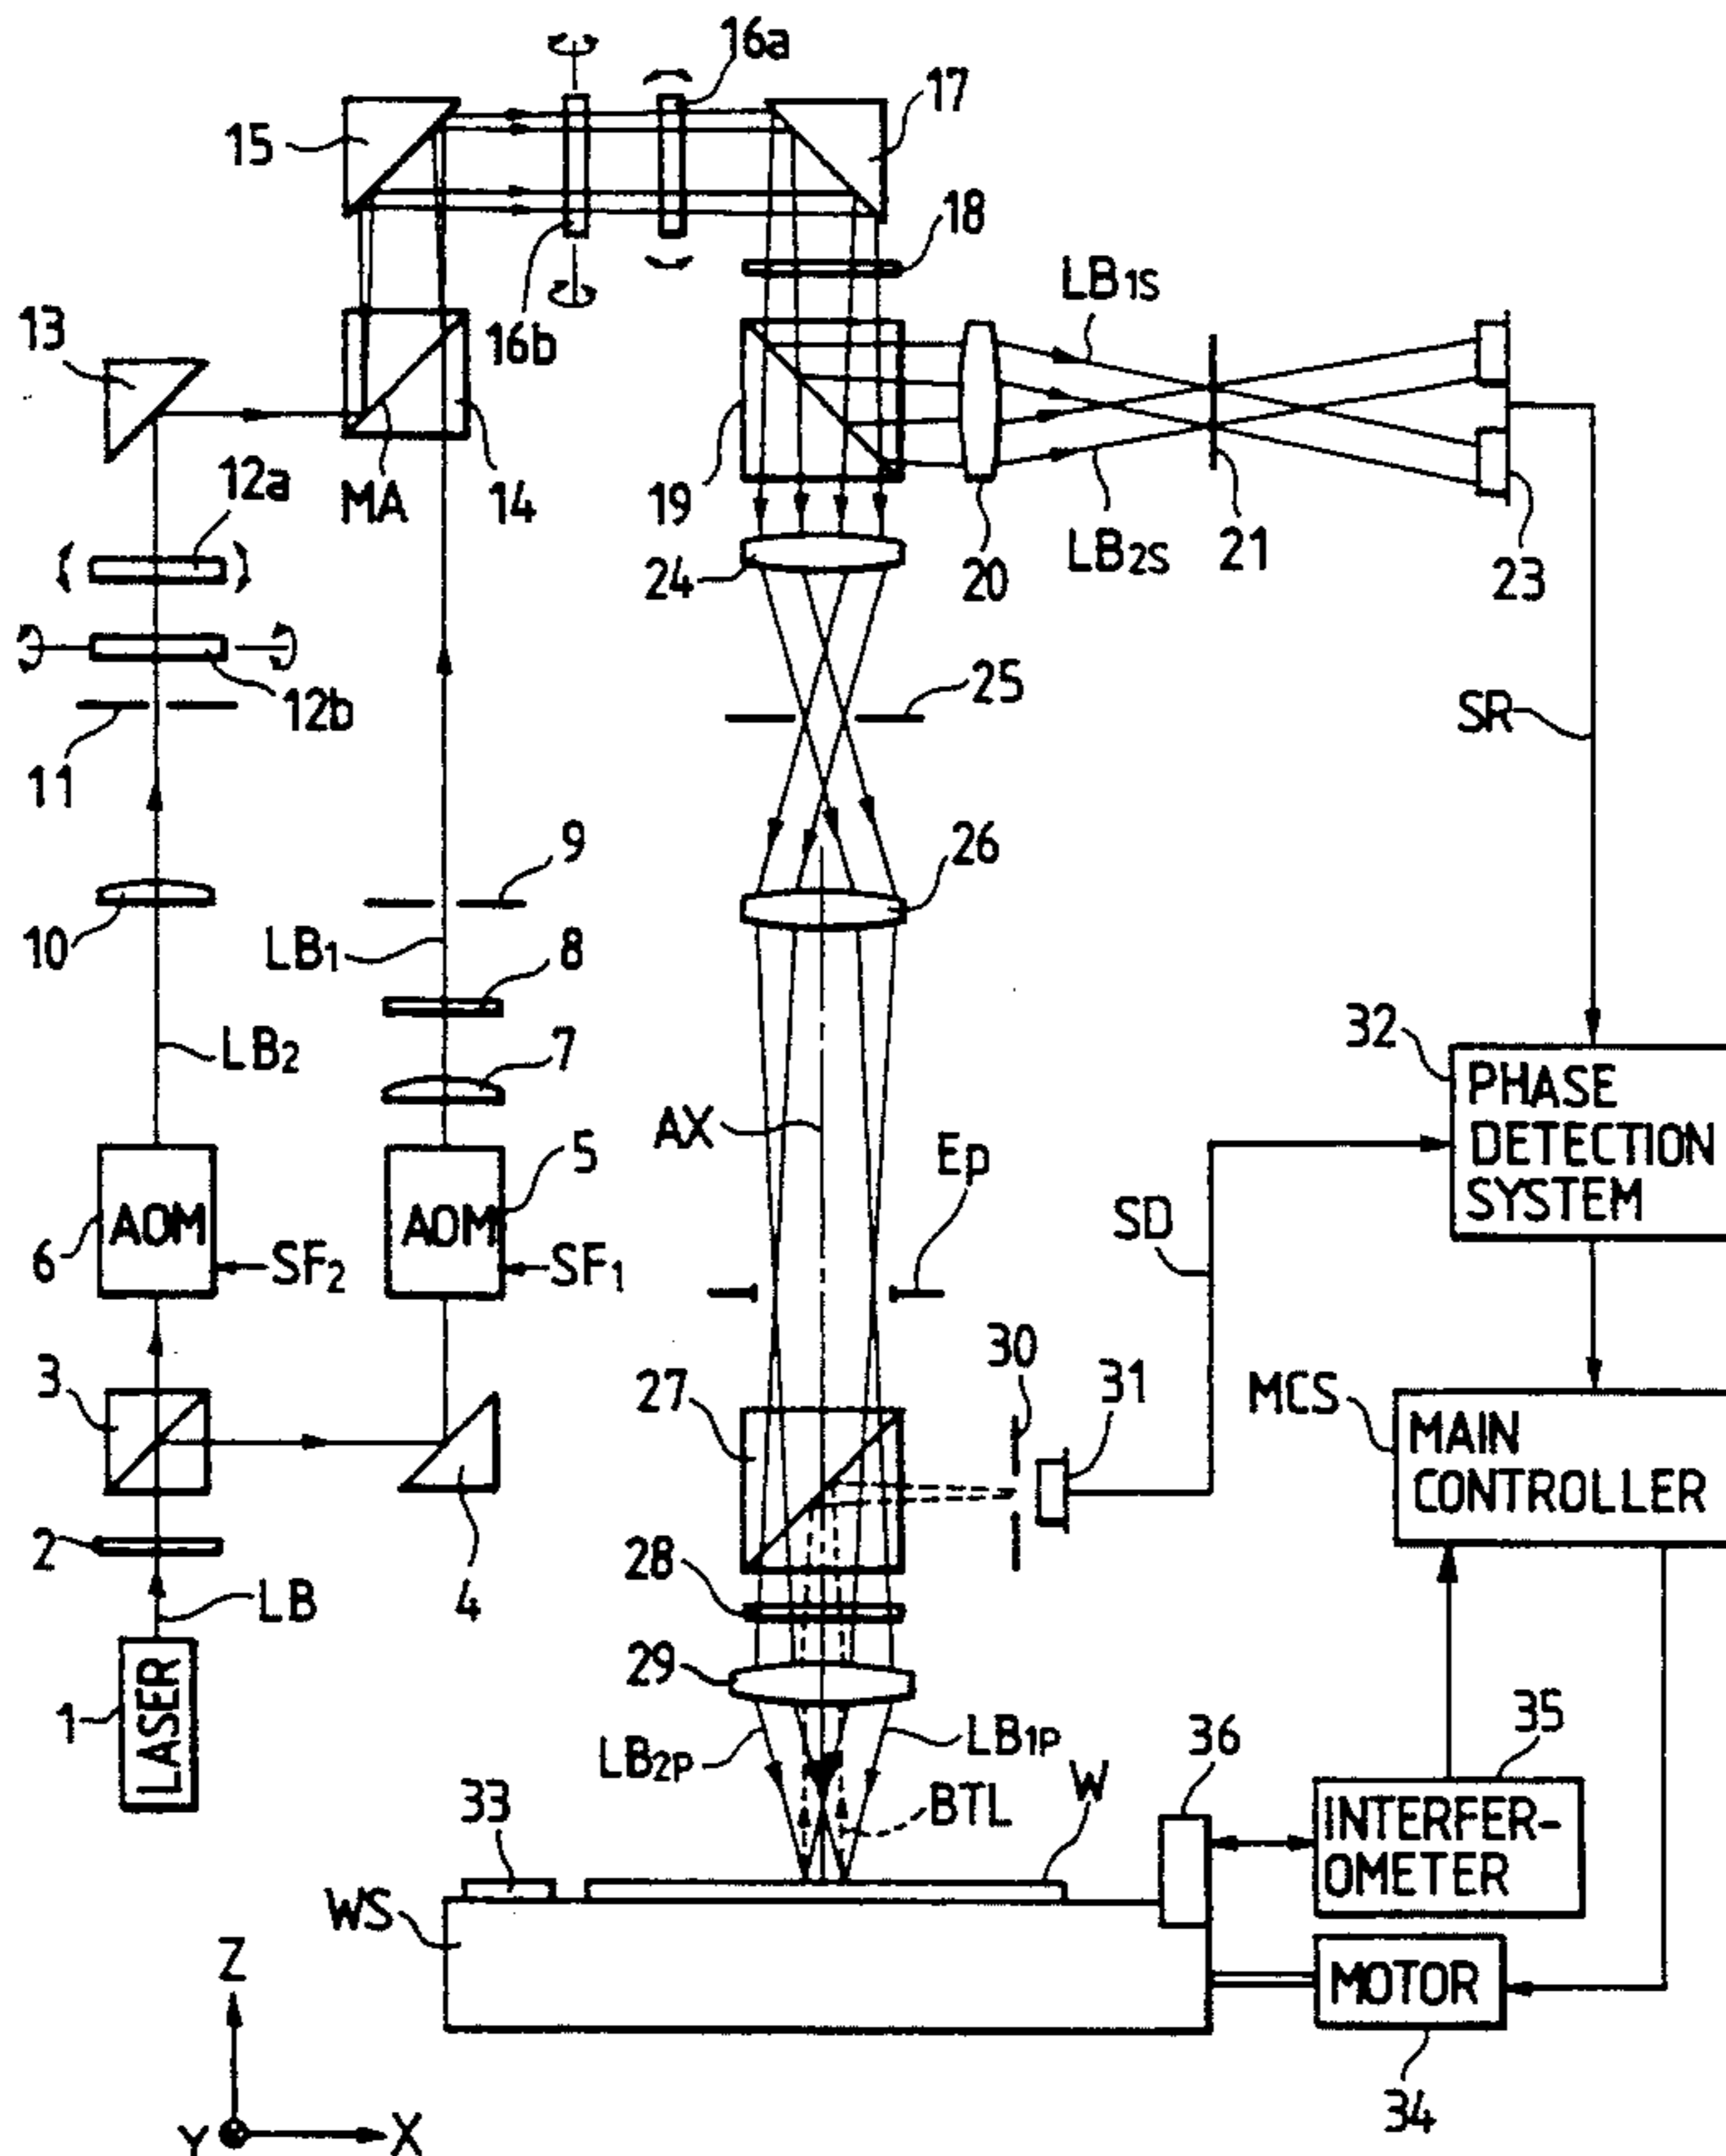 16a
17
15
18
LB1S
13
16b
12a
MA
14
19
20
LB2S
21
23
24
12b
25
SR
11
9
26
10
LB1
8
LB2
7
32
PHASE
DETECTION
SYSTEM
AX
Ep
5
6
AOM
AOM
SF2
SF1
SD
3
27
30
31
MCS
MAIN
CONTROLLER
2
28
4
LB
29
1
LASER
LB2P
LB1P
36
35
33
BTL
W
INTERFER-
OMETER
WS
MOTOR
Z
34
Y
X